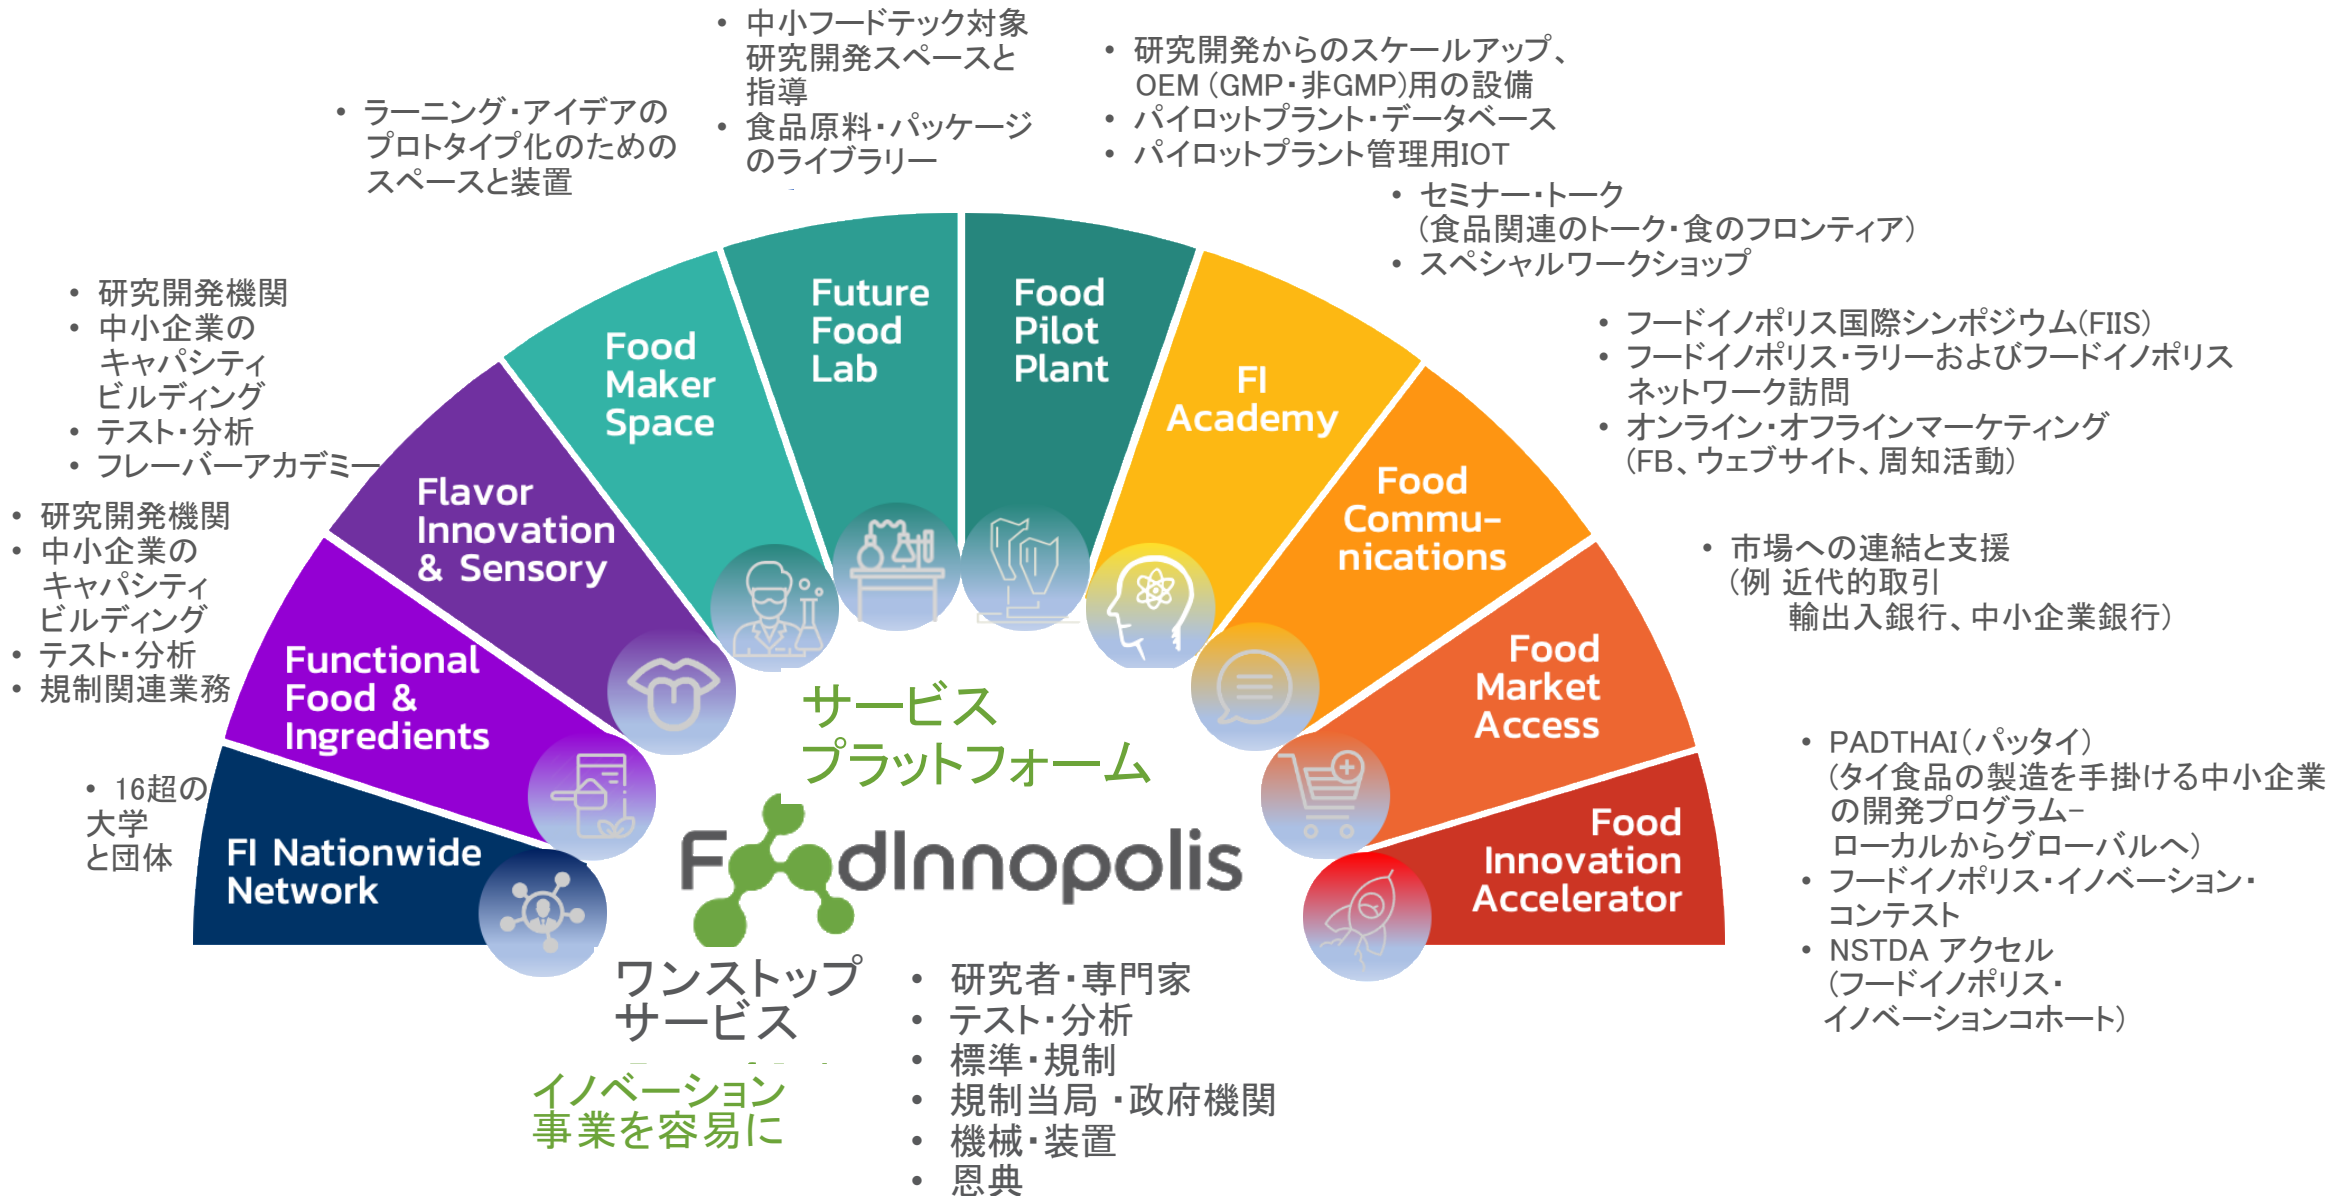 • 中小フードテック対象
研究開発スペースと
指導
• 食品原料・パッケージ
のライブラリー
• 研究開発からのスケールアップ、
OEM (GMP・非GMP)用の設備
• パイロットプラント・データベース
• パイロットプラント管理用IOT
• ラーニング・アイデアの
プロトタイプ化のための
スペースと装置
• セミナー・トーク
(食品関連のトーク・食のフロンティア)
• スペシャルワークショップ
• 研究開発機関
• 中小企業の
キャパシティ
ビルディング
• テスト・分析
• フレーバーアカデミー
• フードイノポリス国際シンポジウム(FIIS)
• フードイノポリス・ラリーおよびフードイノポリス
ネットワーク訪問
• オンライン・オフラインマーケティング
(FB、ウェブサイト、周知活動)
• 研究開発機関
• 中小企業の
キャパシティ
ビルディング
• テスト・分析
• 規制関連業務
• 市場への連結と支援
(例 近代的取引
輸出入銀行、中小企業銀行)
• 16超の
大学
と団体
• PADTHAI(パッタイ)
(タイ食品の製造を手掛ける中小企業
の開発プログラム-
ローカルからグローバルへ)
• フードイノポリス・イノベーション・
コンテスト
• NSTDA アクセル
(フードイノポリス・
イノベーションコホート)
FI Nationwide
Network
Functional
Food &
Ingredients
Flavor
Innovation
& Sensory
Food
Maker
Space
Future
Food
Lab
Food
Pilot
Plant
FI
Academy
Food
Commu-
nications
Food
Market
Access
Food
Innovation
Accelerator
サービス
プラットフォーム
FoodInnopolis
ワンストップ
サービス
イノベーション
事業を容易に
• 研究者・専門家
• テスト・分析
• 標準・規制
• 規制当局 ・政府機関
• 機械・装置
• 恩典